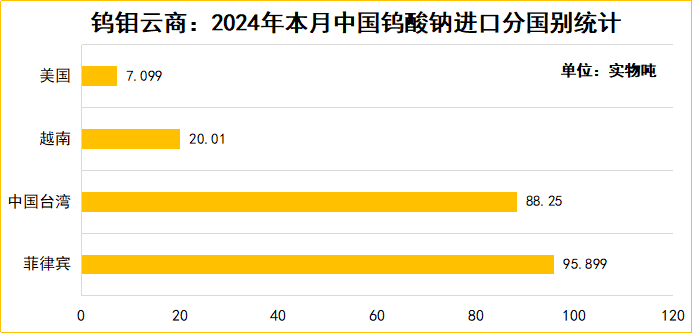 钨钼云商：2024年本月中国钨酸钠进口分国别统计
单位：实物吨
美国 7.099
越南 20.01
中国台湾 88.25
菲律宾 95.899
0 20 40 60 80 100 120